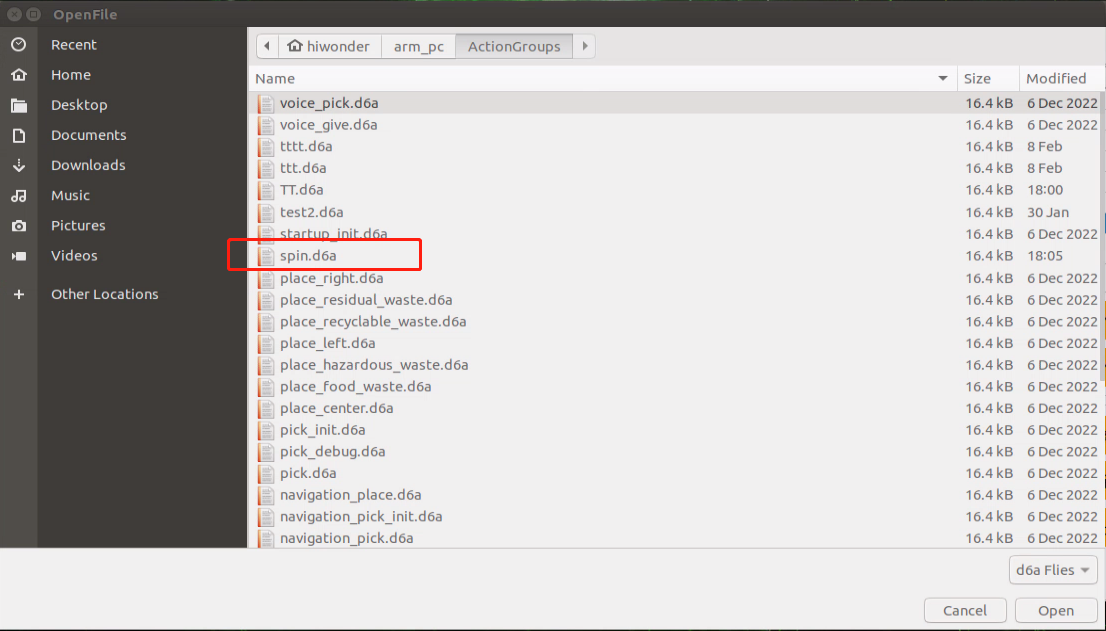 OpenFile
Recent
Home
Desktop
Documents
Downloads
Music
Pictures
Videos
Other Locations
hiwonder arm_pc ActionGroups
Name Size Modified
voice_pick.d6a 16.4 kB 6 Dec 2022
voice_give.d6a 16.4 kB 6 Dec 2022
tttt.d6a 16.4 kB 8 Feb
ttt.d6a 16.4 kB 8 Feb
TT.d6a 16.4 kB 18:00
test2.d6a 16.4 kB 30 Jan
startup_init.d6a 16.4 kB 6 Dec 2022
spin.d6a 16.4 kB 18:05
place_right.d6a 16.4 kB 6 Dec 2022
place_residual_waste.d6a 16.4 kB 6 Dec 2022
place_recyclable_waste.d6a 16.4 kB 6 Dec 2022
place_left.d6a 16.4 kB 6 Dec 2022
place_hazardous_waste.d6a 16.4 kB 6 Dec 2022
place_food_waste.d6a 16.4 kB 6 Dec 2022
place_center.d6a 16.4 kB 6 Dec 2022
pick_init.d6a 16.4 kB 6 Dec 2022
pick_debug.d6a 16.4 kB 6 Dec 2022
pick.d6a 16.4 kB 6 Dec 2022
navigation_place.d6a 16.4 kB 6 Dec 2022
navigation_pick_init.d6a 16.4 kB 6 Dec 2022
navigation_pick.d6a 16.4 kB 6 Dec 2022
d6a Flies
Cancel Open